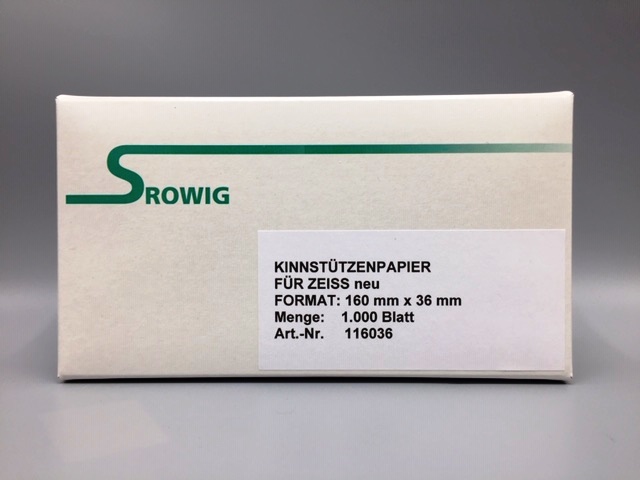 SROWIG
KINNSTÜTZENPAPIER
FÜR ZEISS neu
FORMAT: 160 mm x 36 mm
Menge: 1.000 Blatt
Art.-Nr. 116036